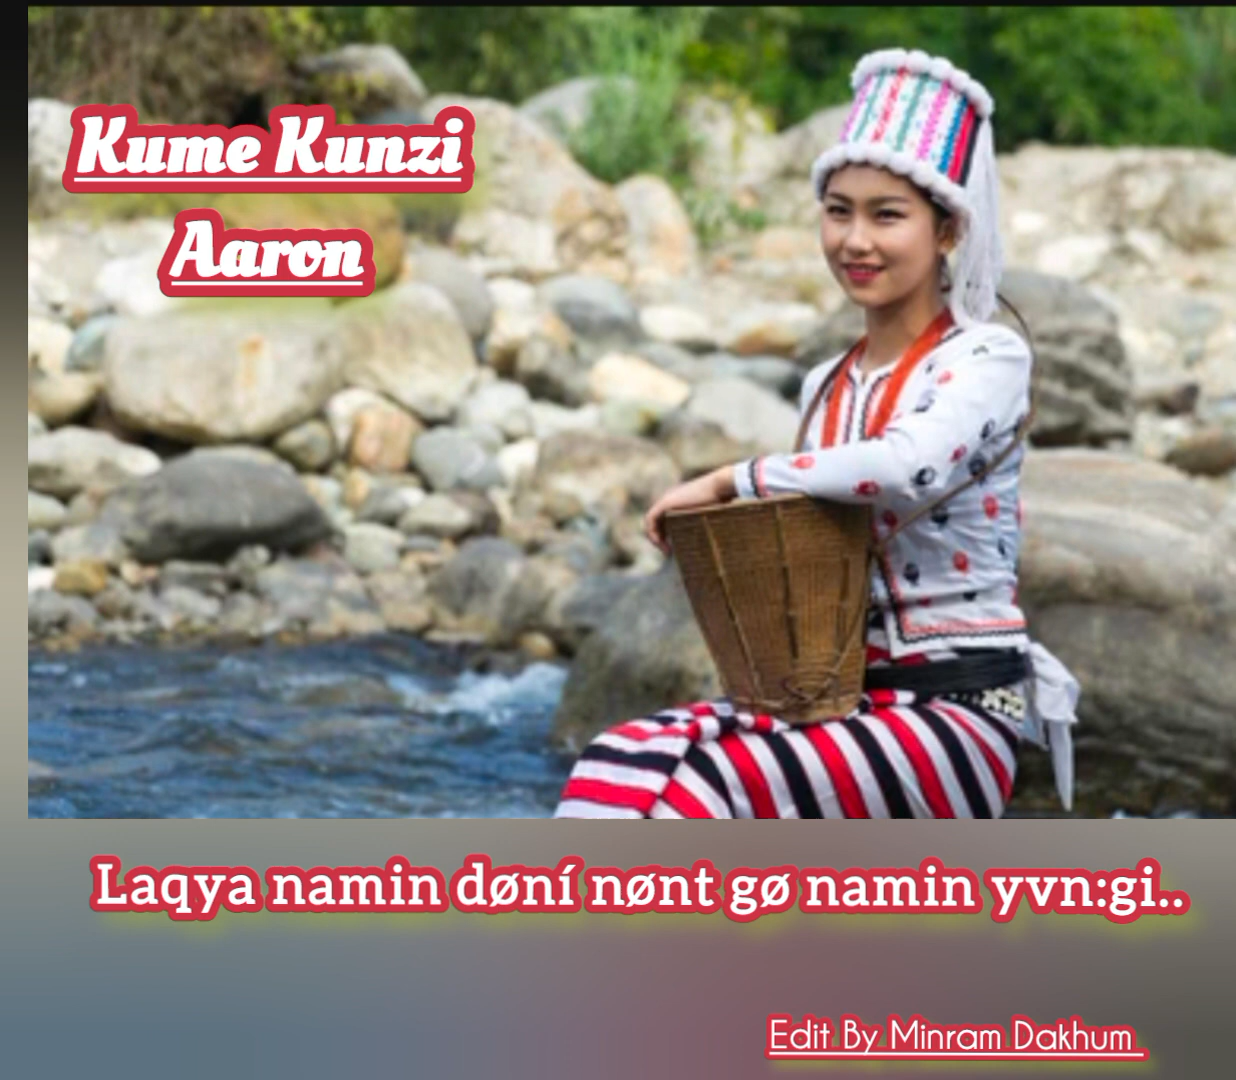 Kume Kunzi
Aaron
Laqya namin døní nønt gø namin yvn:gi..
Edit By Minram Dakhum